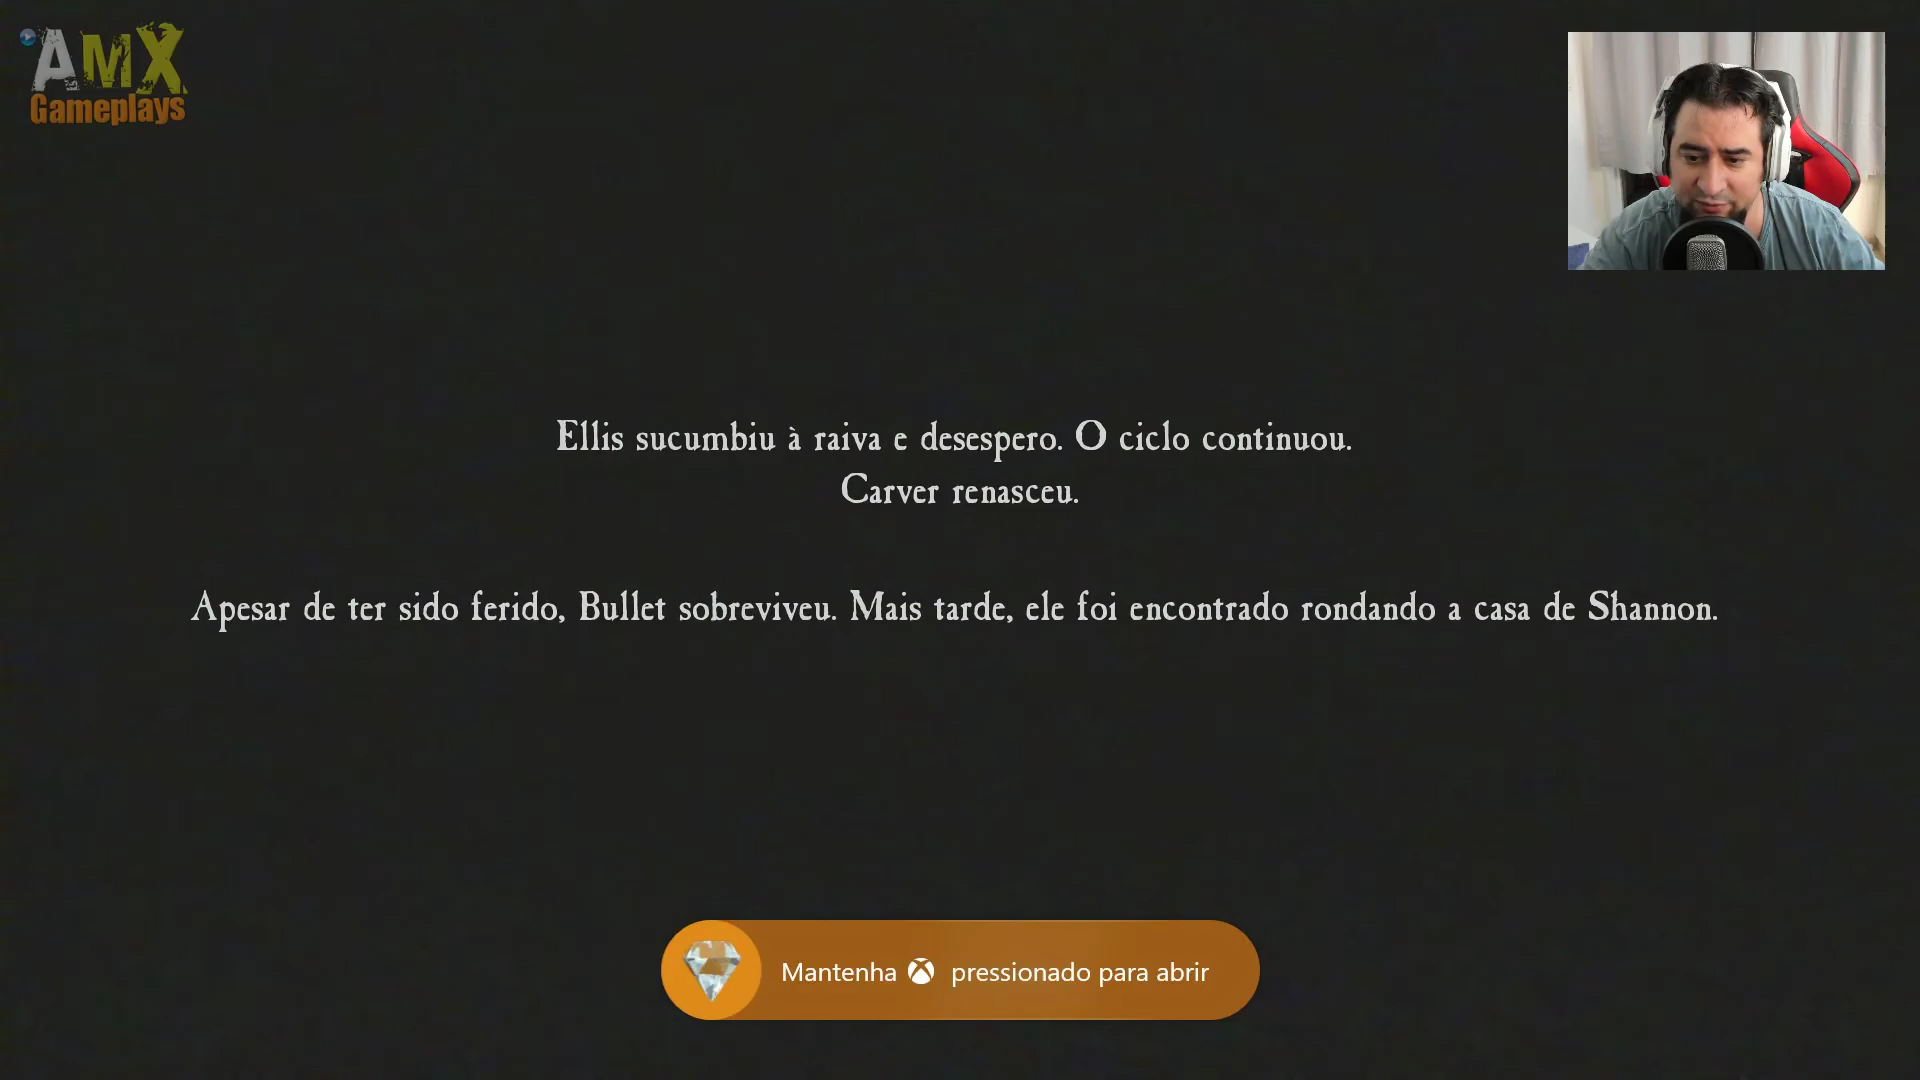 AMX
Gameplays
Ellis sucumbiu à raiva e desespero. O ciclo continuou.
Carver renasceu.
Apesar de ter sido ferido, Bullet sobreviveu. Mais tarde, ele foi encontrado rondando a casa de Shannon.
Mantenha pressionado para abrir